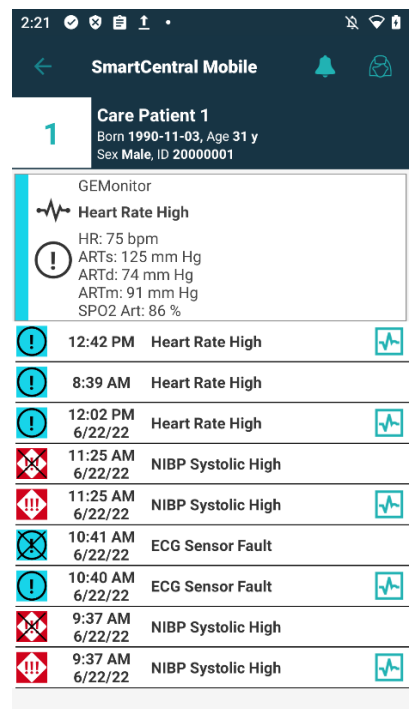 2:21
SmartCentral Mobile
1
Care Patient 1
Born 1990-11-03, Age 31 y
Sex Male, ID 20000001
GEMonitor
Heart Rate High
HR: 75 bpm
ARTs: 125 mm Hg
ARTd: 74 mm Hg
ARTm: 91 mm Hg
SPO2 Art: 86 %
! 
! 12:42 PM Heart Rate High
! 8:39 AM Heart Rate High
! 12:02 PM Heart Rate High
6/22/22
!!! 11:25 AM NIBP Systolic High
6/22/22
!!! 11:25 AM NIBP Systolic High
6/22/22
! 10:41 AM ECG Sensor Fault
6/22/22
! 10:40 AM ECG Sensor Fault
6/22/22
!!! 9:37 AM NIBP Systolic High
6/22/22
!!! 9:37 AM NIBP Systolic High
6/22/22